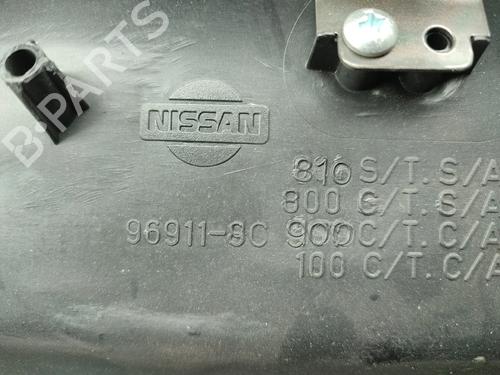 B-PARTS
NISSAN
816 S/T. S/A
800 G/T. S/A
96911-8C 900 C/T. C/A
100 C/T. C/A